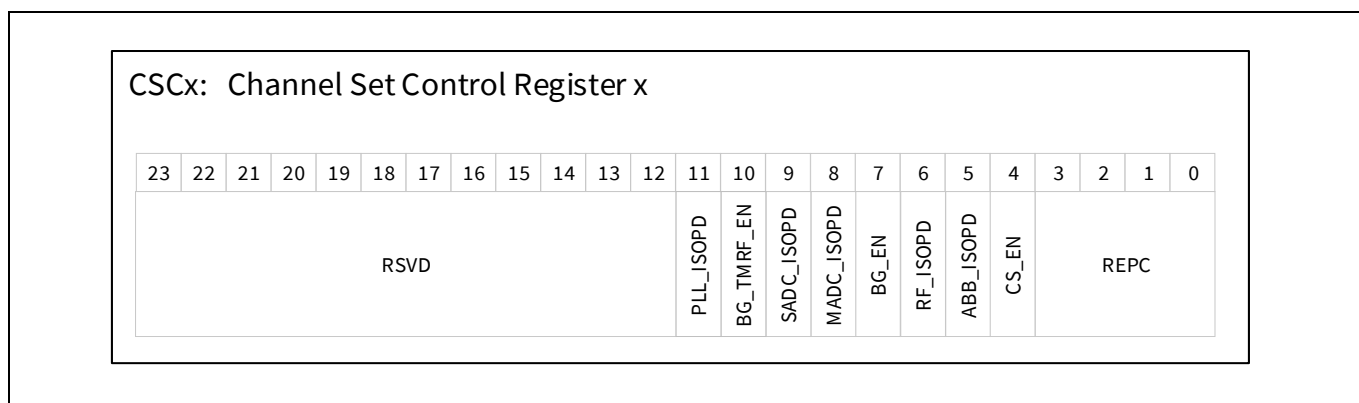 CSCx: Channel Set Control Register x
23 22 21 20 19 18 17 16 15 14 13 12 11 10 9 8 7 6 5 4 3 2 1 0
RSVD
PLL_ISOPD
BG_TMRF_EN
SADC_ISOPD
MADC_ISOPD
BG_EN
RF_ISOPD
ABB_ISOPD
CS_EN
REPC